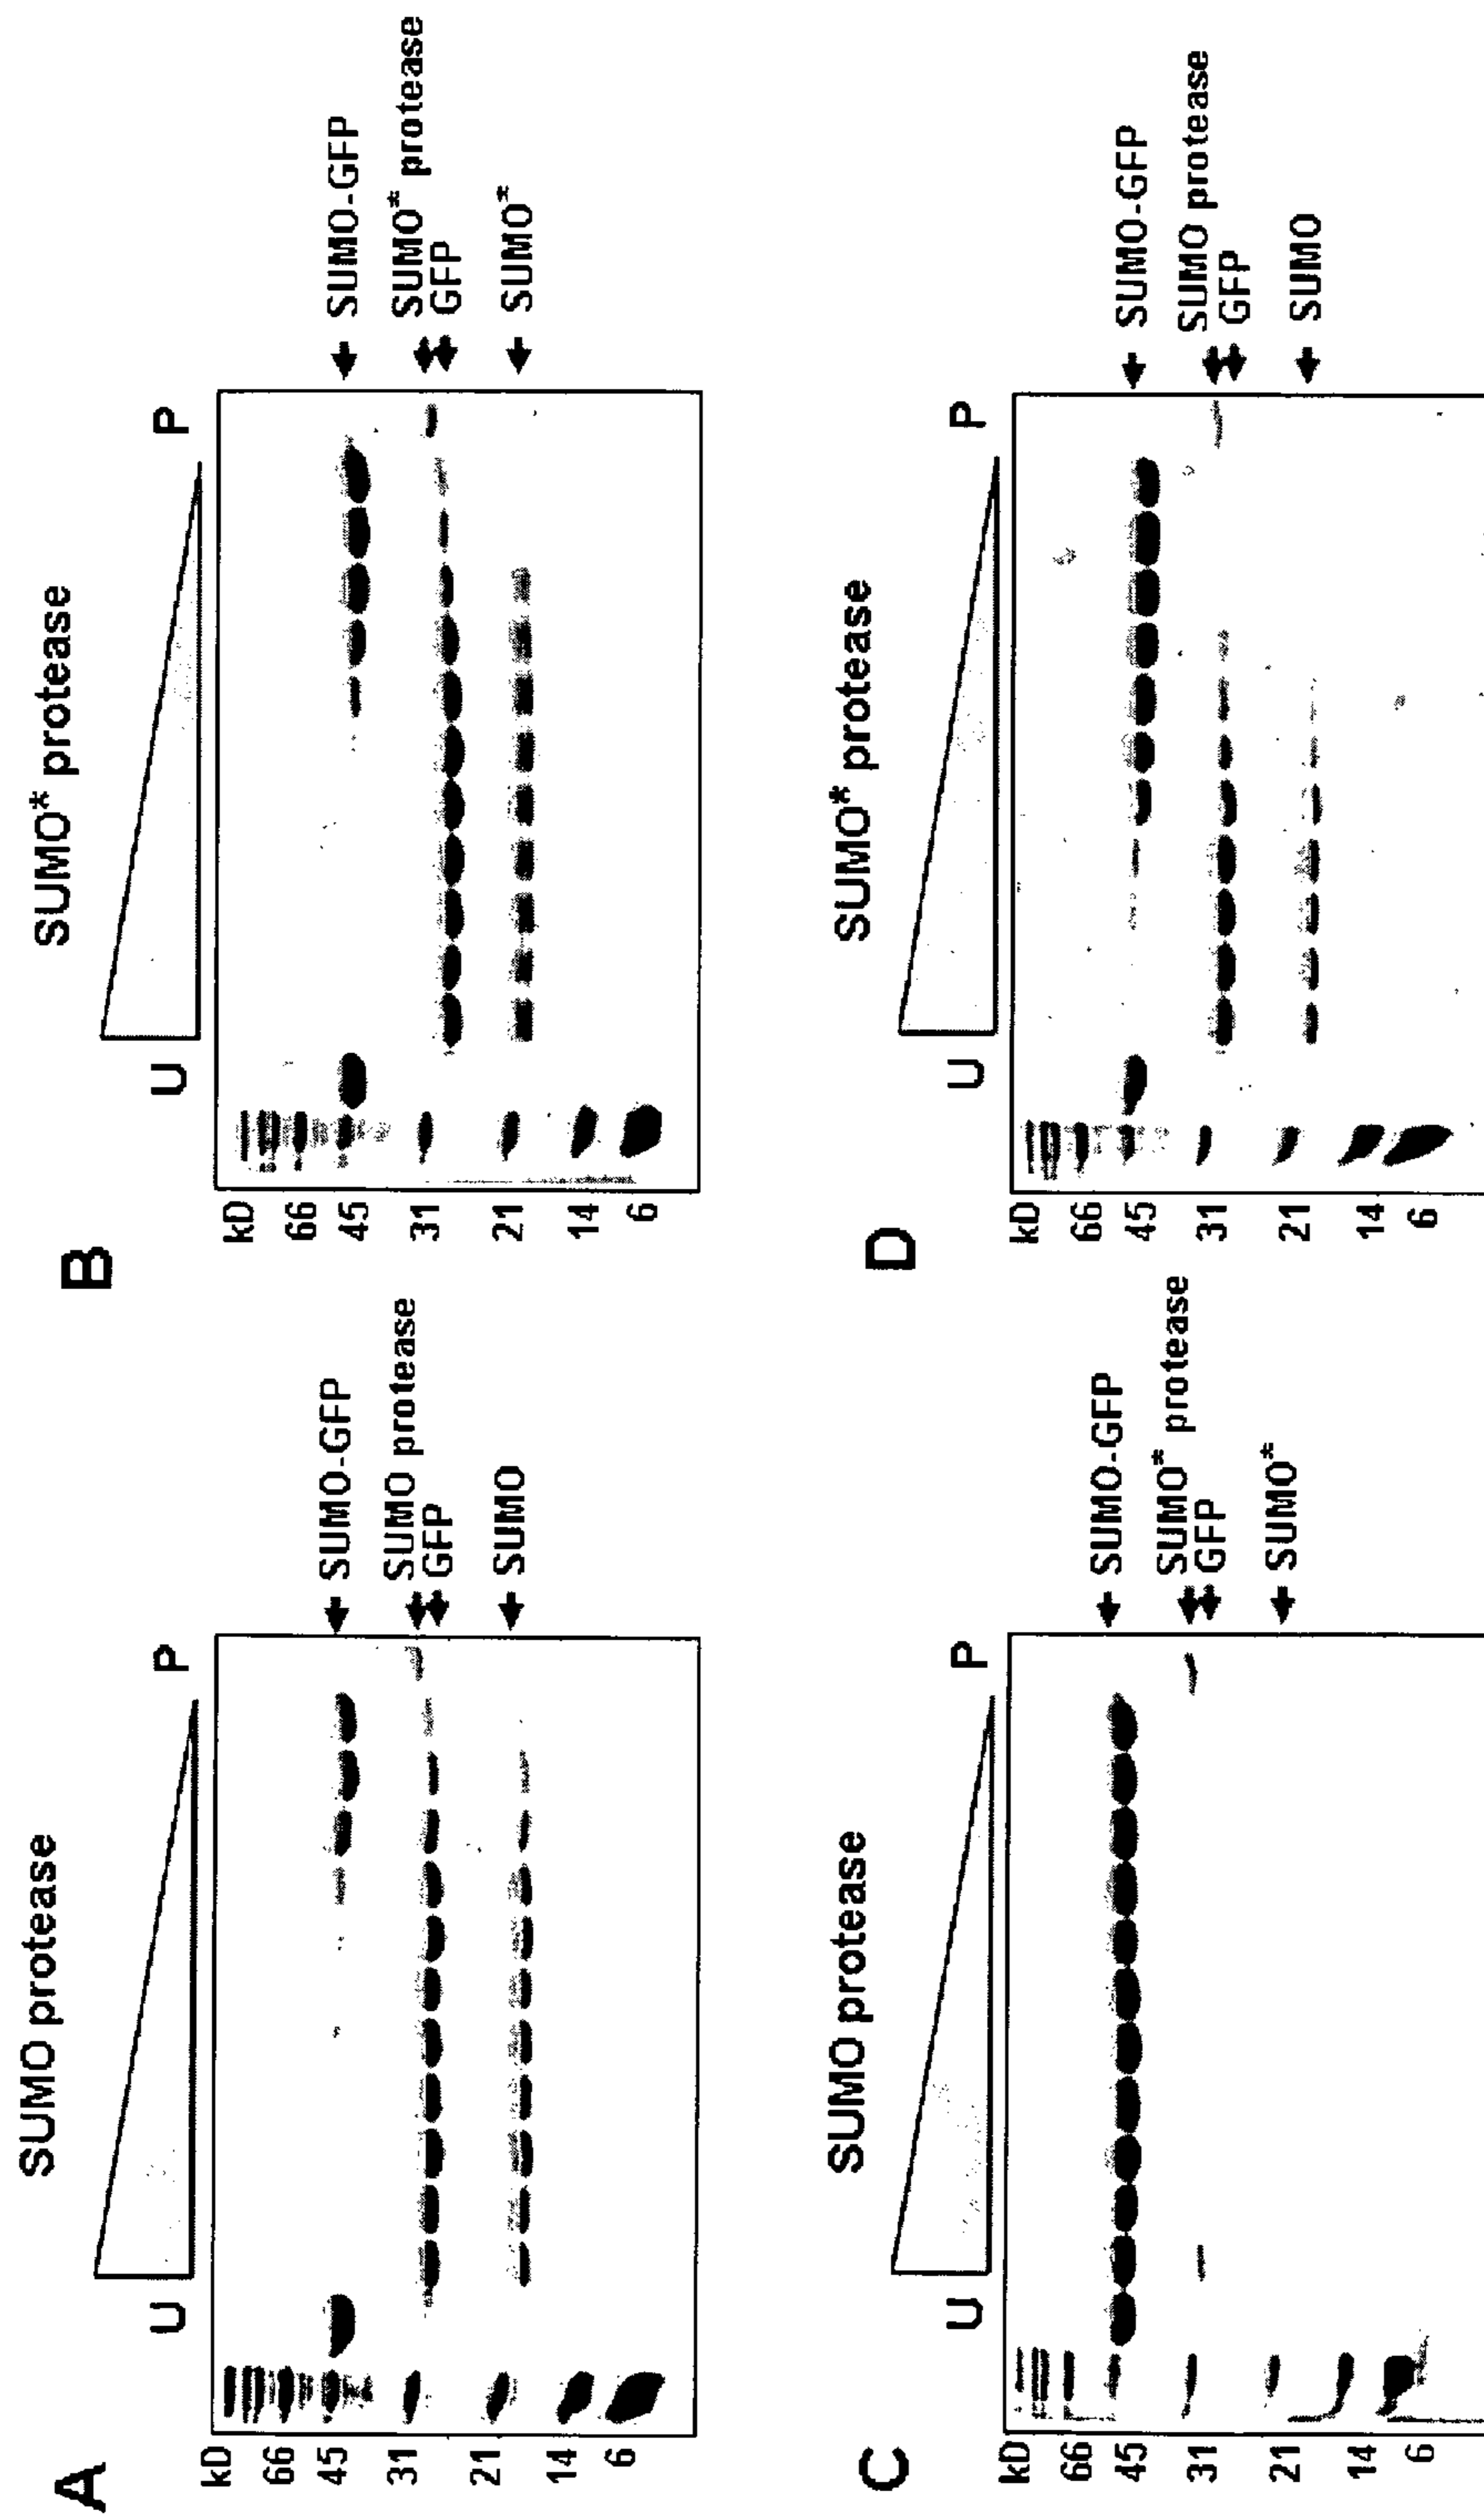 A
SUMO protease
U
P
kD
66
45
31
21
14
6
SUMO-GFP
SUMO protease
GFP
SUMO
B
SUMO* protease
U
P
kD
66
45
31
21
14
6
SUMO-GFP
SUMO* protease
GFP
SUMO*
C
SUMO protease
U
P
kD
66
45
31
21
14
6
SUMO-GFP
SUMO* protease
GFP
SUMO*
D
SUMO* protease
U
P
kD
66
45
31
21
14
6
SUMO-GFP
SUMO protease
GFP
SUMO